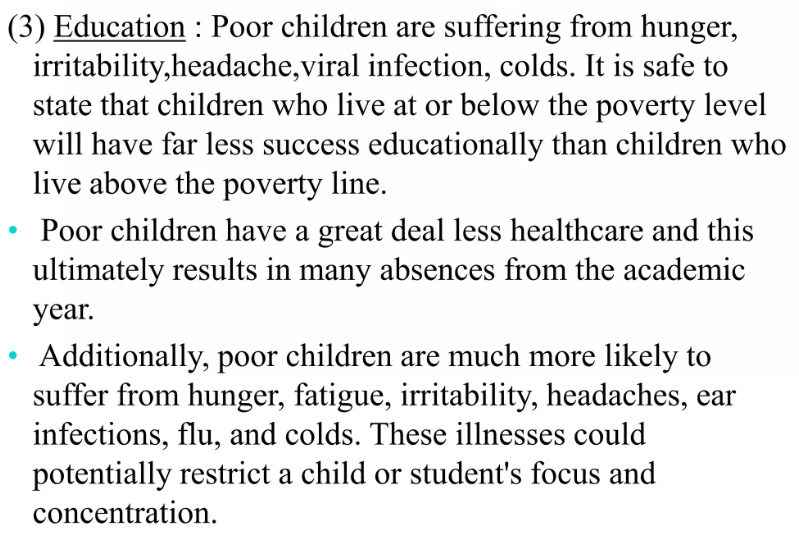 (3) Education : Poor children are suffering from hunger,
irritability,headache,viral infection, colds. It is safe to
state that children who live at or below the poverty level
will have far less success educationally than children who
live above the poverty line.
• Poor children have a great deal less healthcare and this
ultimately results in many absences from the academic
year.
• Additionally, poor children are much more likely to
suffer from hunger, fatigue, irritability, headaches, ear
infections, flu, and colds. These illnesses could
potentially restrict a child or student's focus and
concentration.